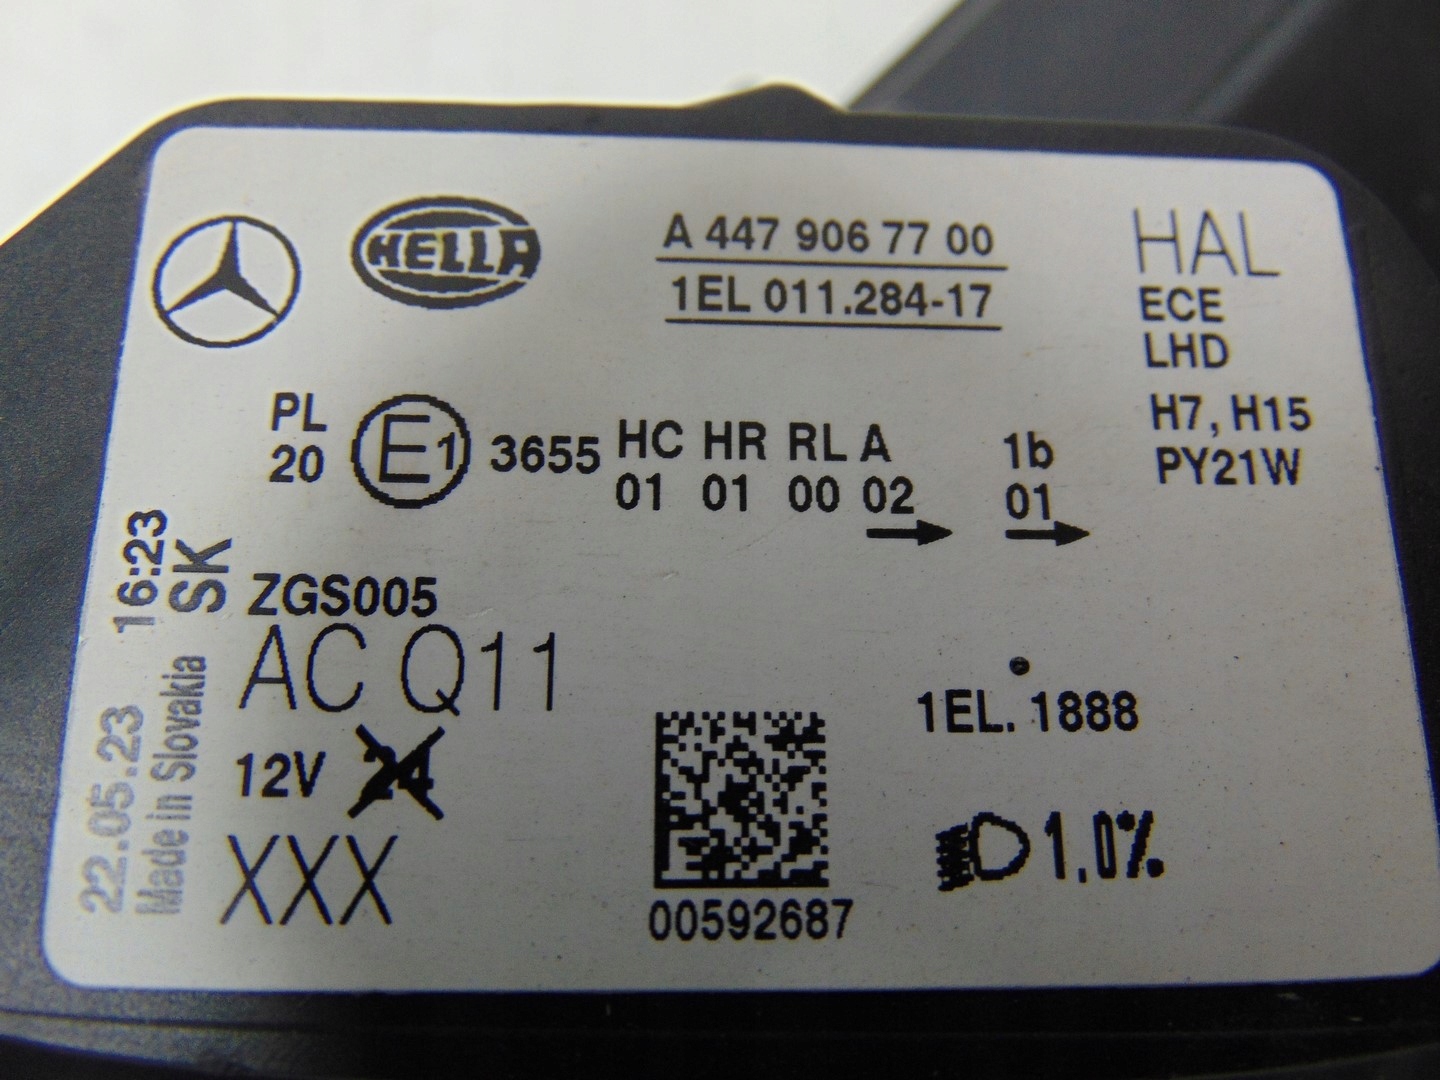 HELLA
A 447 906 77 00
1EL 011.284-17
HAL
ECE
LHD
H7, H15
PY21W
PL
20
E1
3655
HC HR RL A 1b
01 01 00 02 01
22.05.23 16:23
Made in Slovakia SK
ZGS005
AC Q11
12V 24
XXX
00592687
1EL. 1888
1.0%